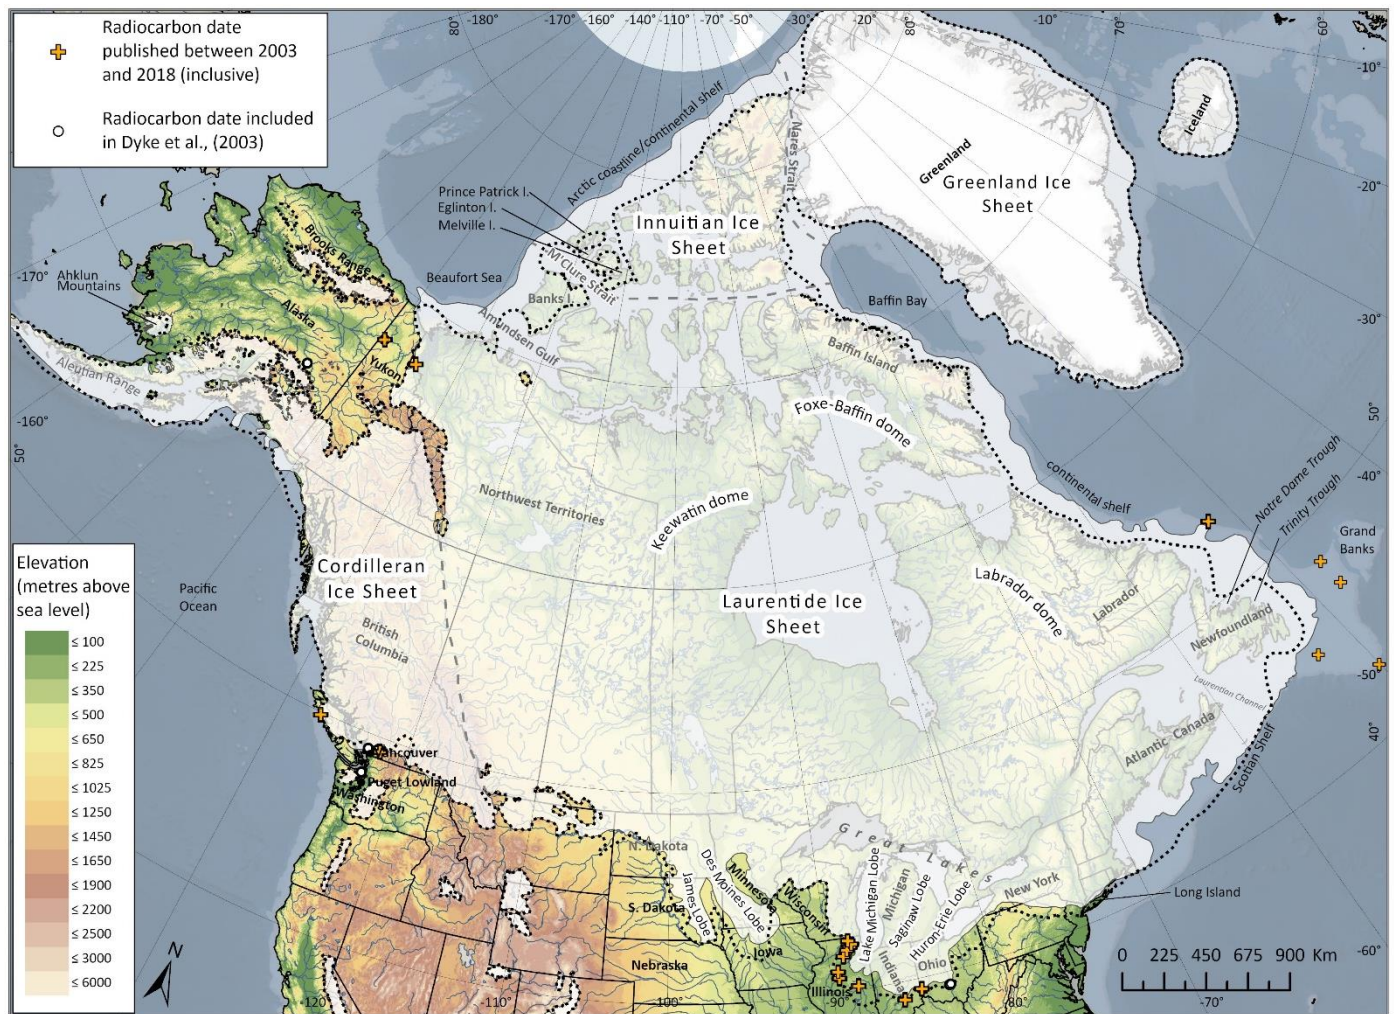 Radiocarbon date
published between 2003
and 2018 (inclusive)
Radiocarbon date included
in Dyke et al., (2003)
80°
-180°
-170°
-160°
-140°
-110°
-70°
-50°
-30°
-20°
-10°
70°
60°
-10°
-20°
-30°
50°
-40°
-50°
40°
-60°
-170°
-160°
50°
Arctic coastline/continental shelf
Nares Strait
Greenland
Greenland Ice
Sheet
Iceland
Prince Patrick I.
Eglinton I.
Melville I.
Innuitian Ice
Sheet
M'Clure Strait
Banks I.
Beaufort Sea
Amundsen Gulf
Baffin Bay
Baffin Island
Brooks Range
Ahklun
Mountains
Alaska
Yukon
Aleutian Range
Foxe-Baffin dome
continental shelf
Notre Dame Trough
Trinity Trough
Grand
Banks
Northwest Territories
Keewatin dome
Cordilleran
Ice Sheet
Laurentide Ice
Sheet
Labrador dome
Labrador
Newfoundland
Laurentian Channel
Pacific
Ocean
British
Columbia
Atlantic Canada
Scotian Shelf
Vancouver
Puget Lowland
Washington
Great Lakes
N. Dakota
S. Dakota
James Lobe
Des Moines Lobe
Minnesota
Wisconsin
Iowa
Nebraska
Illinois
Lake Michigan Lobe
Michigan
Saginaw Lobe
Huron-Erie Lobe
Indiana
Ohio
New York
Long Island
120°
-110°
-100°
-90°
-80°
-70°
Elevation
(metres above
sea level)
≤ 100
≤ 225
≤ 350
≤ 500
≤ 650
≤ 825
≤ 1025
≤ 1250
≤ 1450
≤ 1650
≤ 1900
≤ 2200
≤ 2500
≤ 3000
≤ 6000
N
0 225 450 675 900 Km